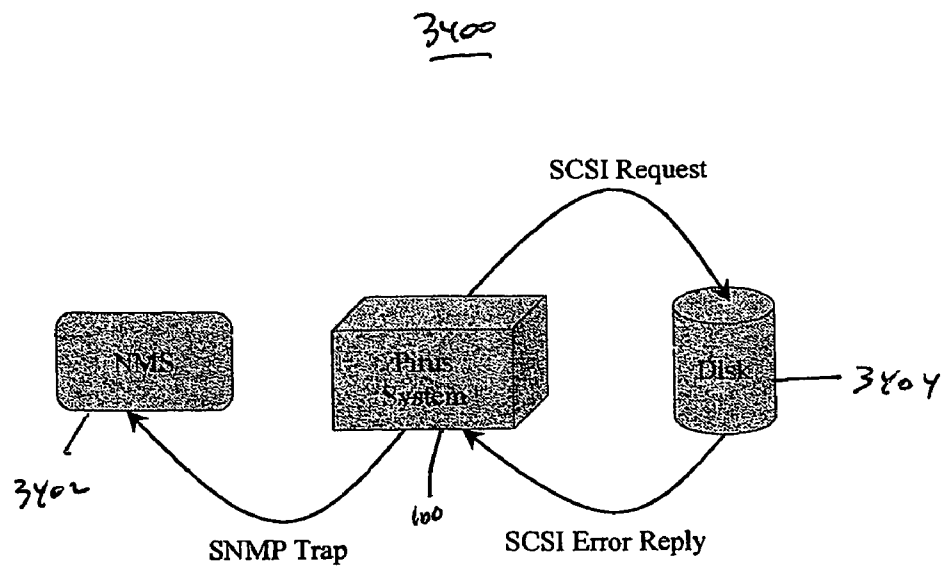 3400
SCSI Request
NMS
Pirus
System
Disk
3404
3402
100
SNMP Trap
SCSI Error Reply